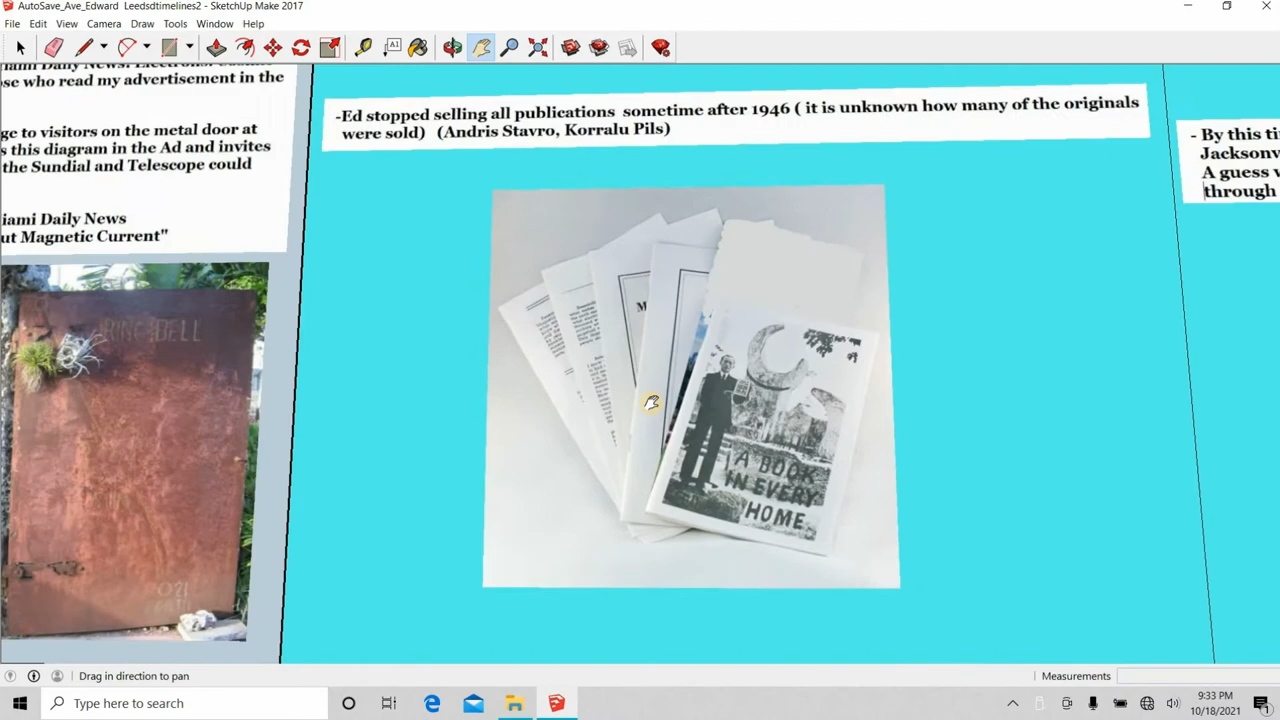 AutoSave_Ave_Edward Leedsdtimelines2 - SketchUp Make 2017
File Edit View Camera Draw Tools Window Help
se who read my advertisement in the
ge to visitors on the metal door at
s this diagram in the Ad and invites
the Sundial and Telescope could
iami Daily News
ut Magnetic Current"
-Ed stopped selling all publications sometime after 1946 ( it is unknown how many of the originals
were sold) (Andris Stavro, Korralu Pils)
- By this ti
Jacksonv
A guess v
through
RING BELL
A BOOK
IN EVERY
HOME
Drag in direction to pan
Measurements
Type here to search
9:33 PM
10/18/2021